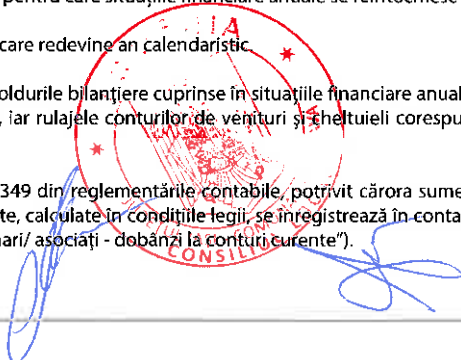 pentru care situațiile financiare anuale se reîntocmesc
care redevine an calendaristic.
oldurile bilanțiere cuprinse în situațiile financiare anual
, iar rulajele conturilor de venituri și cheltuieli corespu
349 din reglementările contabile, potrivit cărora sume
te, calculate în condițiile legii, se înregistrează în conta
nari/ asociați - dobânzi la conturi curente").
CONSILI